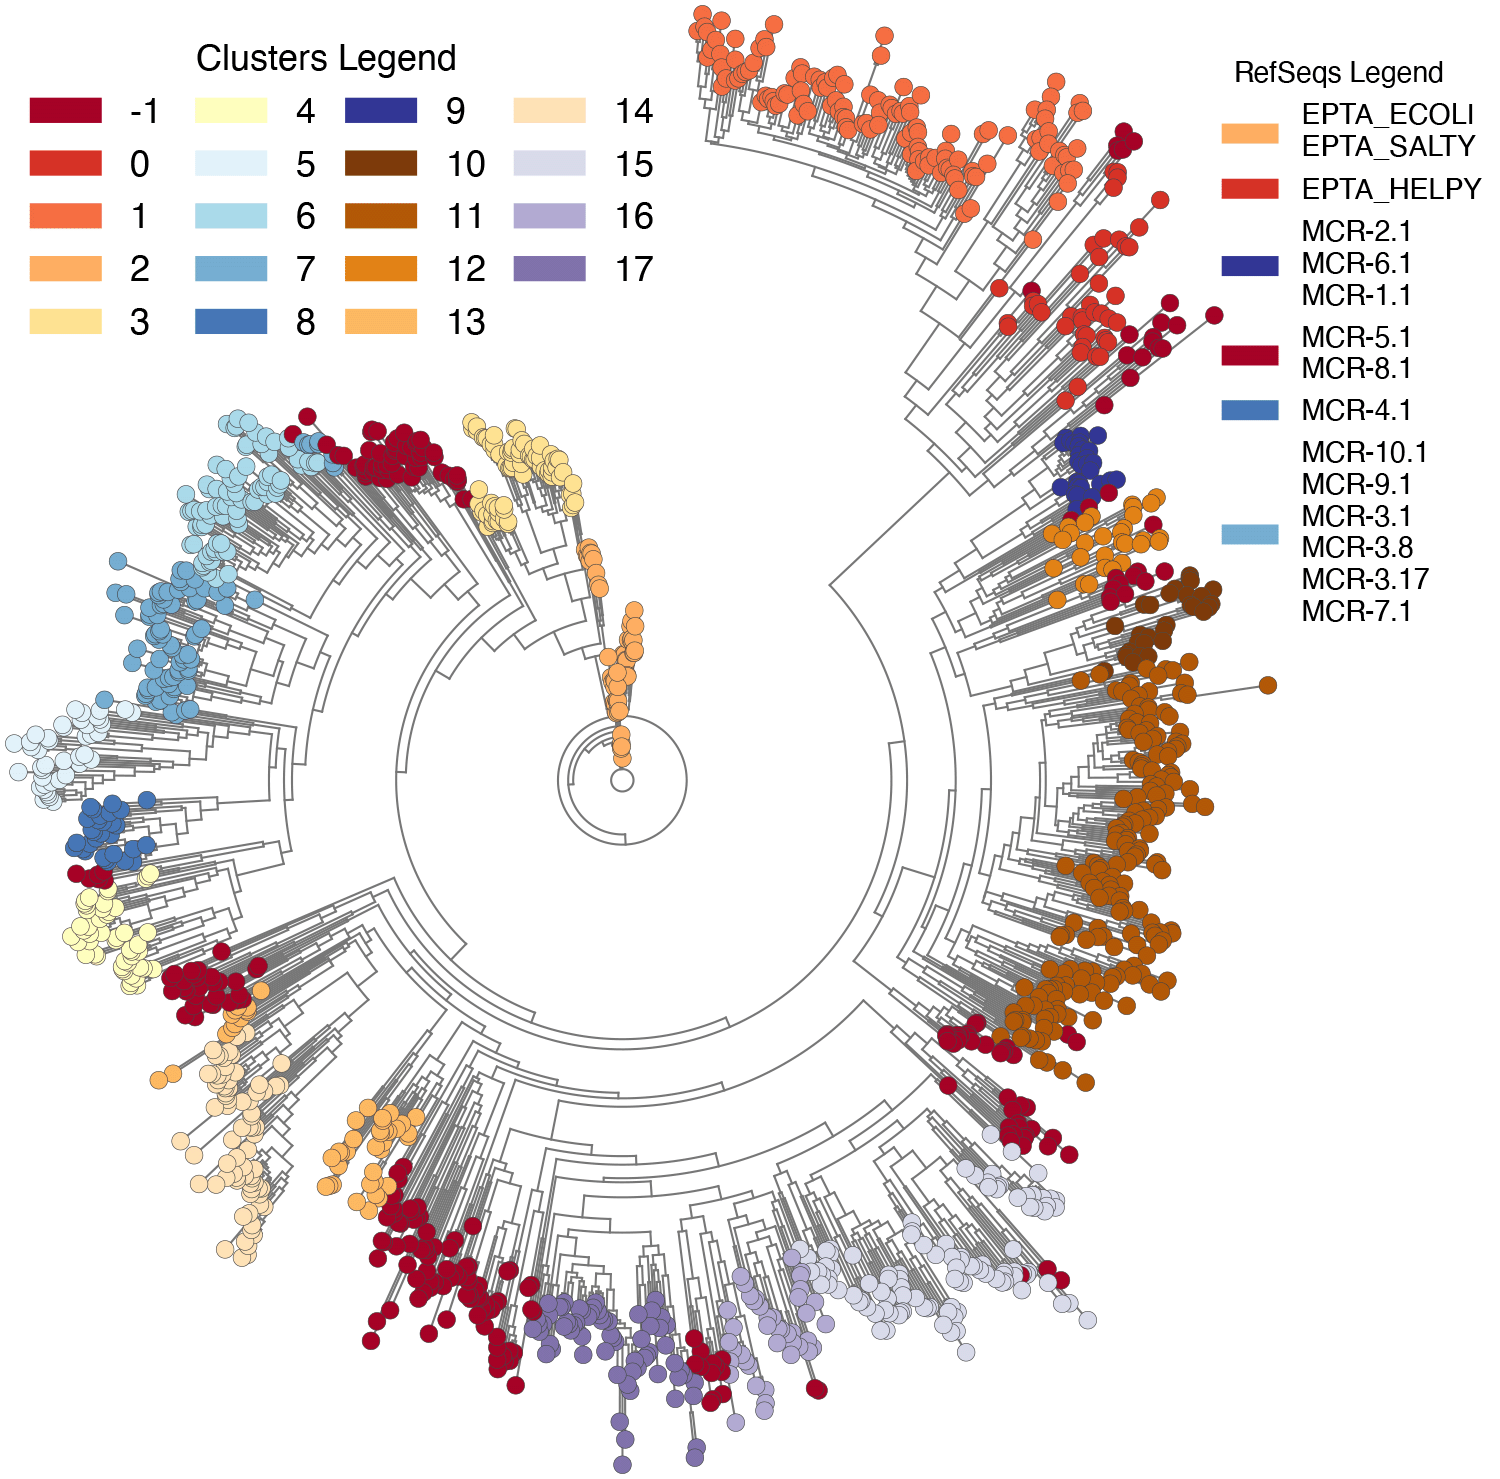 Clusters Legend
-1
0
1
2
3
4
5
6
7
8
9
10
11
12
13
14
15
16
17
RefSeqs Legend
EPTA_ECOLI
EPTA_SALTY
EPTA_HELPY
MCR-2.1
MCR-6.1
MCR-1.1
MCR-5.1
MCR-8.1
MCR-4.1
MCR-10.1
MCR-9.1
MCR-3.1
MCR-3.8
MCR-3.17
MCR-7.1